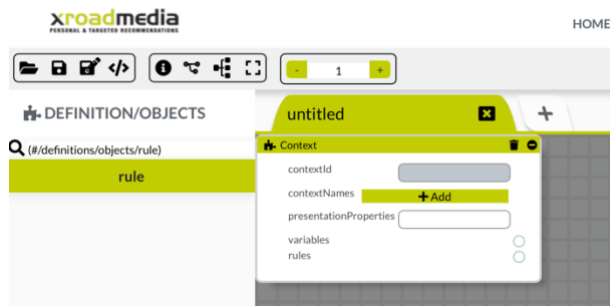 xroadmedia
PERSONAL & TARGETED RECOMMENDATIONS
HOME
- 1 +
DEFINITION/OBJECTS
untitled
+
(#/definitions/objects/rule)
rule
Context
contextId
contextNames
+ Add
presentationProperties
variables
rules